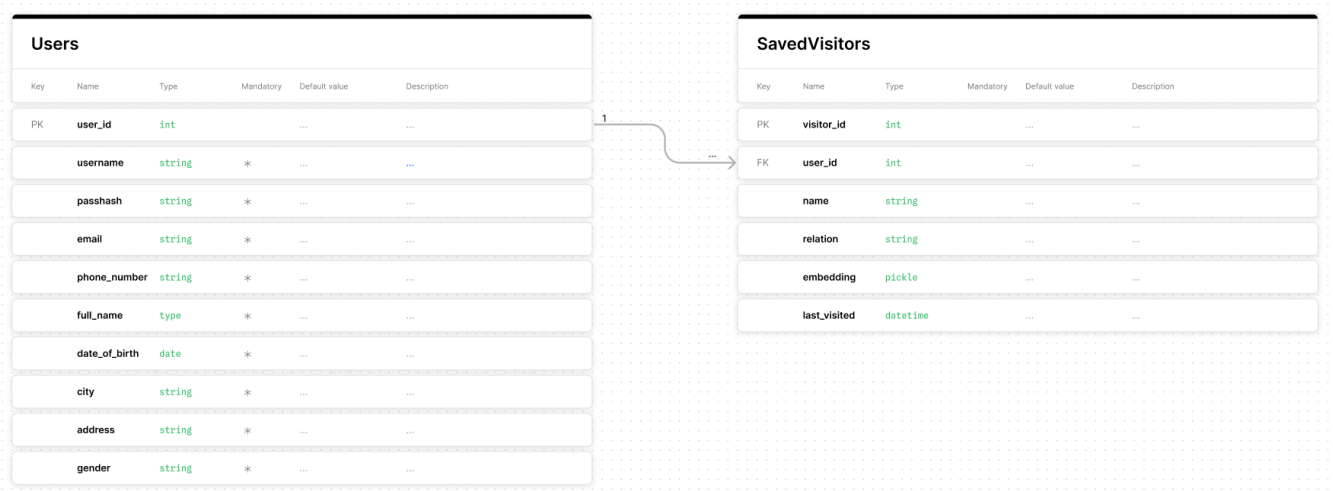 Users
Key Name Type Mandatory Default value Description
PK user_id int ... ...
username string * ... ...
passhash string * ... ...
email string * ... ...
phone_number string * ... ...
full_name type * ... ...
date_of_birth date * ... ...
city string * ... ...
address string * ... ...
gender string * ... ...
1
...
SavedVisitors
Key Name Type Mandatory Default value Description
PK visitor_id int ... ...
FK user_id int ... ...
name string ... ...
relation string ... ...
embedding pickle ... ...
last_visited datetime ... ...